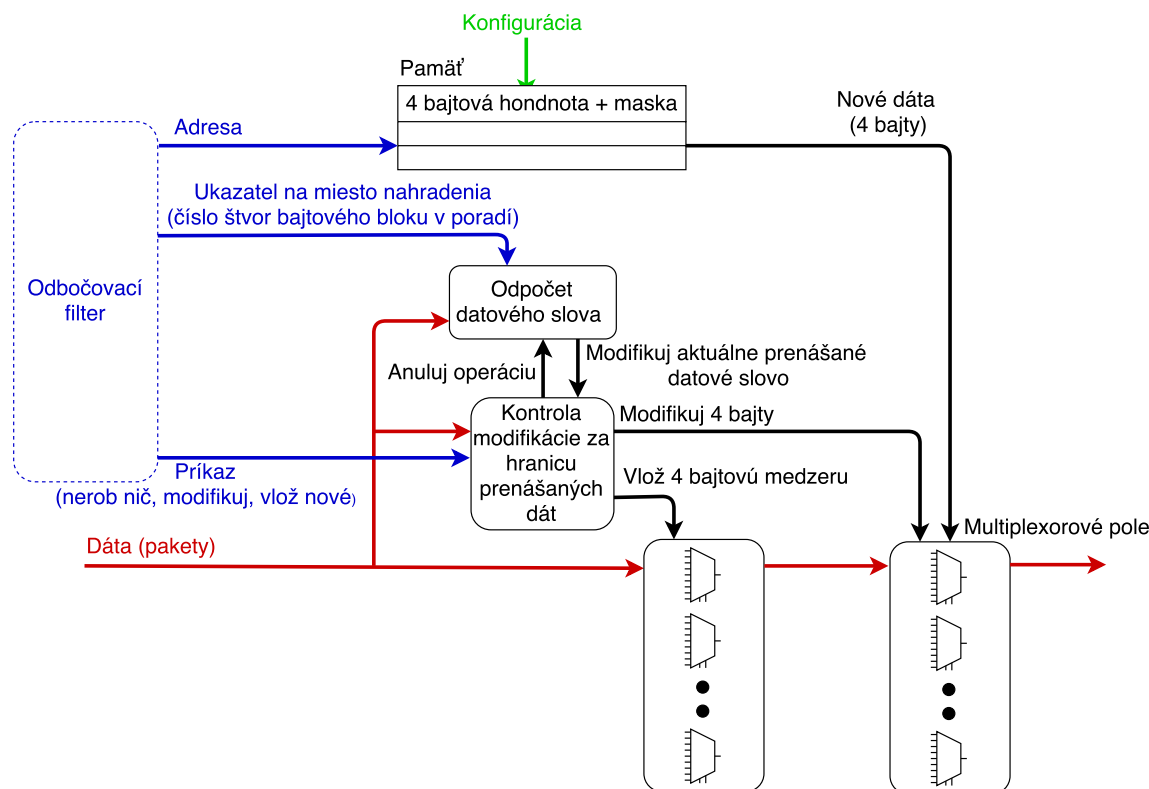 Konfigurácia
Pamäť
4 bajtová hondnota + maska
Nové dáta
(4 bajty)
Adresa
Ukazatel na miesto nahradenia
(číslo štvor bajtového bloku v poradí)
Odbočovací
filter
Odpočet
datového slova
Anuluj operáciu
Modifikuj aktuálne prenášané
datové slovo
Kontrola
modifikácie za
hranicu
prenášaných
dát
Modifikuj 4 bajty
Príkaz
(nerob nič, modifikuj, vlož nové)
Vlož 4 bajtovú medzeru
Dáta (pakety)
Multiplexorové pole